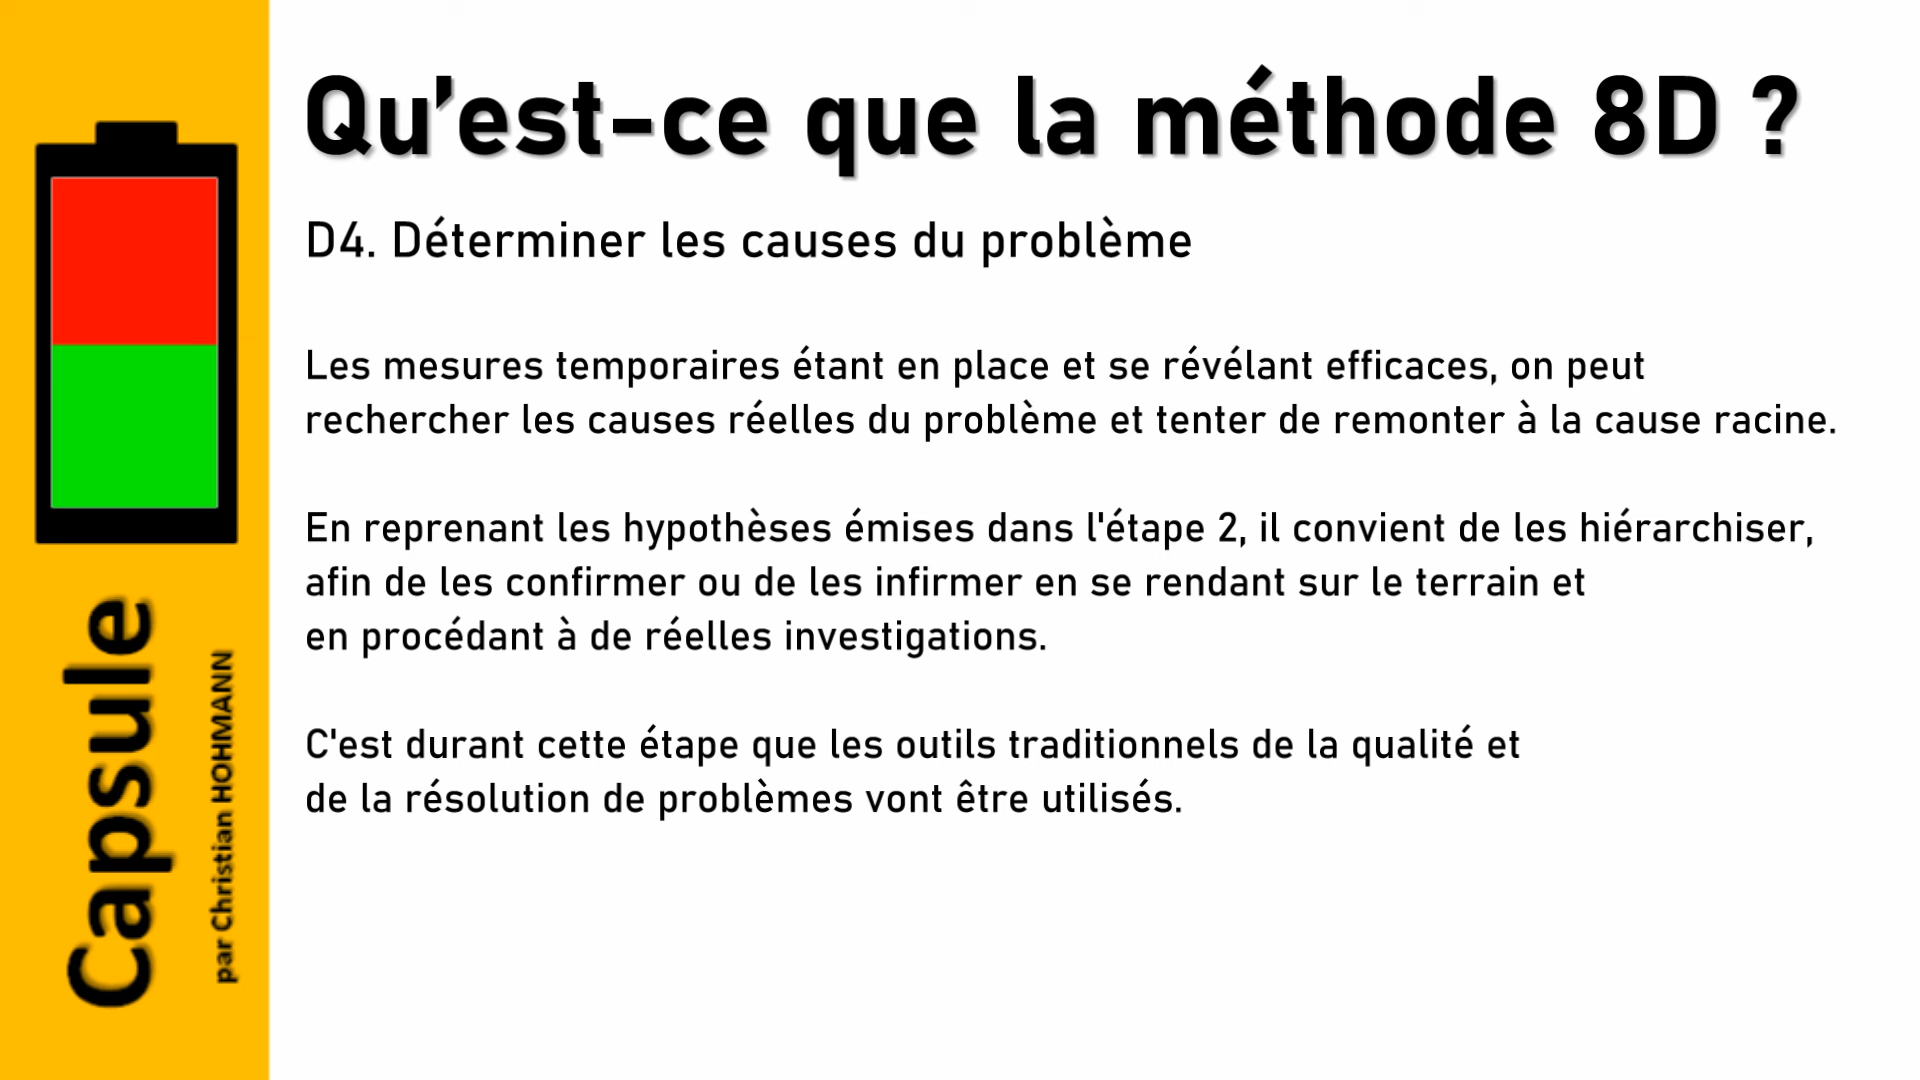 Qu’est-ce que la méthode 8D ?
D4. Déterminer les causes du problème
Les mesures temporaires étant en place et se révélant efficaces, on peut
rechercher les causes réelles du problème et tenter de remonter à la cause racine.
En reprenant les hypothèses émises dans l'étape 2, il convient de les hiérarchiser,
afin de les confirmer ou de les infirmer en se rendant sur le terrain et
en procédant à de réelles investigations.
C'est durant cette étape que les outils traditionnels de la qualité et
de la résolution de problèmes vont être utilisés.
Capsule
par Christian HOHMANN